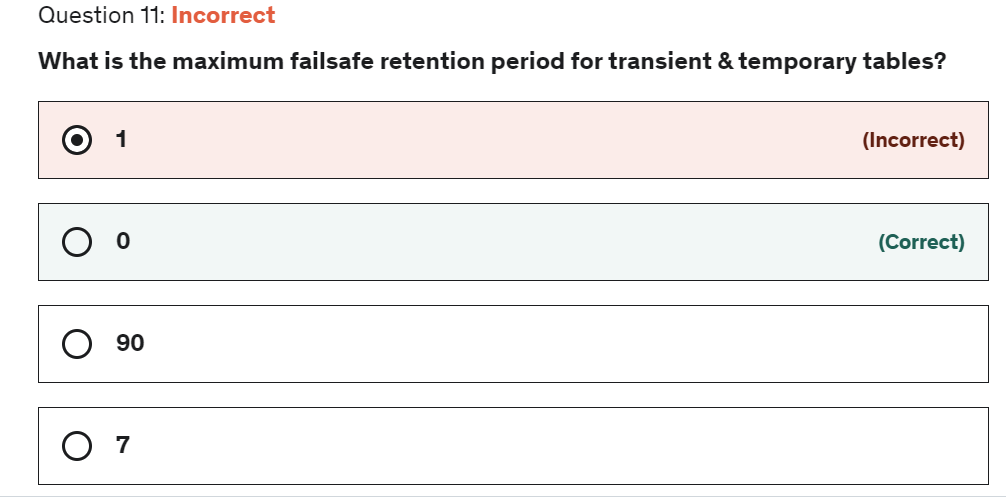 Question 11: Incorrect
What is the maximum failsafe retention period for transient & temporary tables?
1 (Incorrect)
0 (Correct)
90
7